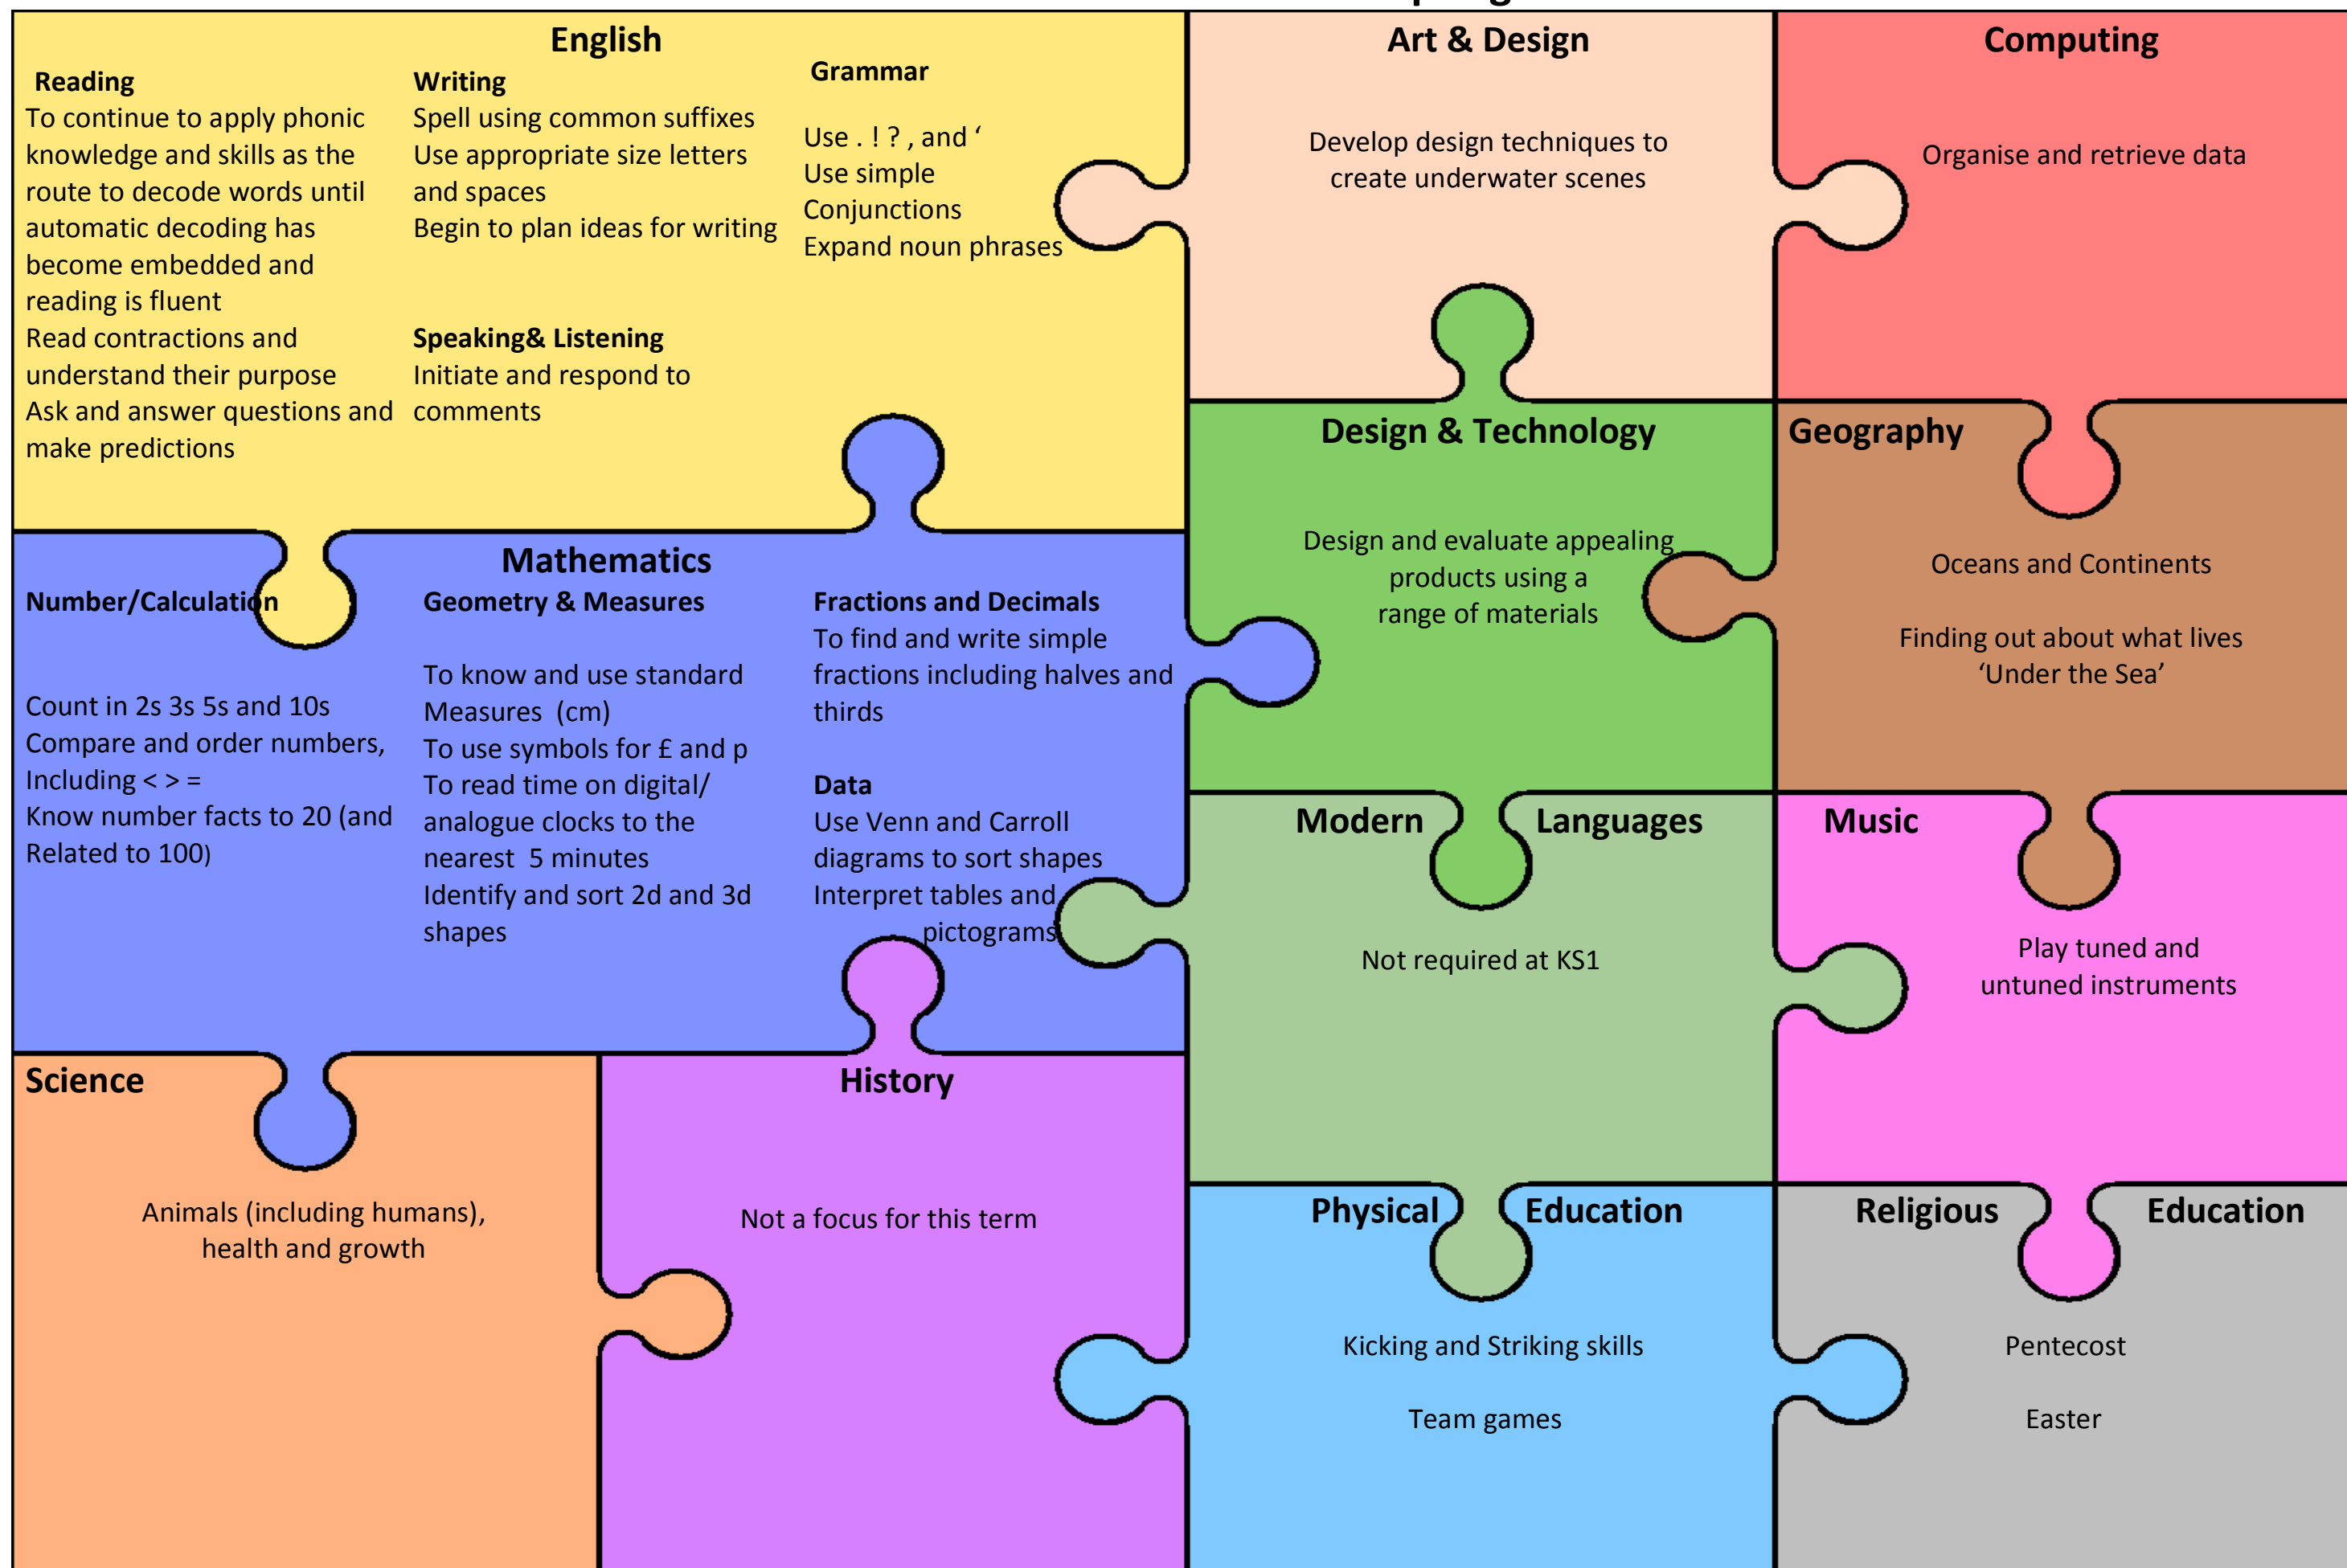 English
Reading
To continue to apply phonic
knowledge and skills as the
route to decode words until
automatic decoding has
become embedded and
reading is fluent
Read contractions and
understand their purpose
Ask and answer questions and
make predictions
Writing
Spell using common suffixes
Use appropriate size letters
and spaces
Begin to plan ideas for writing
Speaking& Listening
Initiate and respond to
comments
Grammar
Use . ! ? , and ‘
Use simple
Conjunctions
Expand noun phrases
Art & Design
Develop design techniques to
create underwater scenes
Computing
Organise and retrieve data
Mathematics
Number/Calculation
Count in 2s 3s 5s and 10s
Compare and order numbers,
Including < > =
Know number facts to 20 (and
Related to 100)
Geometry & Measures
To know and use standard
Measures (cm)
To use symbols for £ and p
To read time on digital/
analogue clocks to the
nearest 5 minutes
Identify and sort 2d and 3d
shapes
Fractions and Decimals
To find and write simple
fractions including halves and
thirds
Data
Use Venn and Carroll
diagrams to sort shapes
Interpret tables and
pictograms
Design & Technology
Design and evaluate appealing
products using a
range of materials
Geography
Oceans and Continents
Finding out about what lives
‘Under the Sea’
Modern Languages
Not required at KS1
Music
Play tuned and
untuned instruments
Science
Animals (including humans),
health and growth
History
Not a focus for this term
Physical Education
Kicking and Striking skills
Team games
Religious Education
Pentecost
Easter